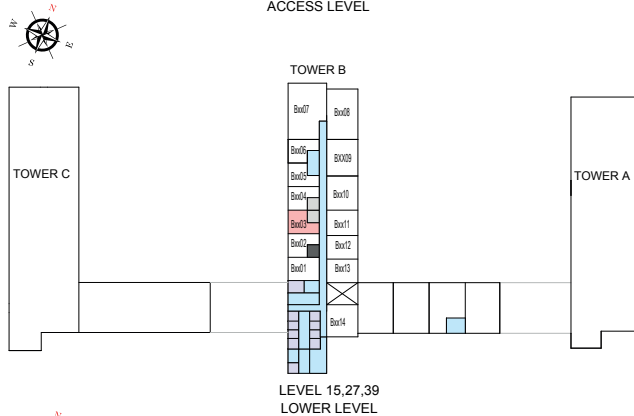 ACCESS LEVEL
N
W
E
S
TOWER B
Bxx07
Bxx08
Bxx06
BXX09
TOWER C
Bxx05
TOWER A
Bxx04
Bxx10
Bxx03
Bxx11
Bxx02
Bxx12
Bxx01
Bxx13
Bxx14
LEVEL 15,27,39
LOWER LEVEL
N